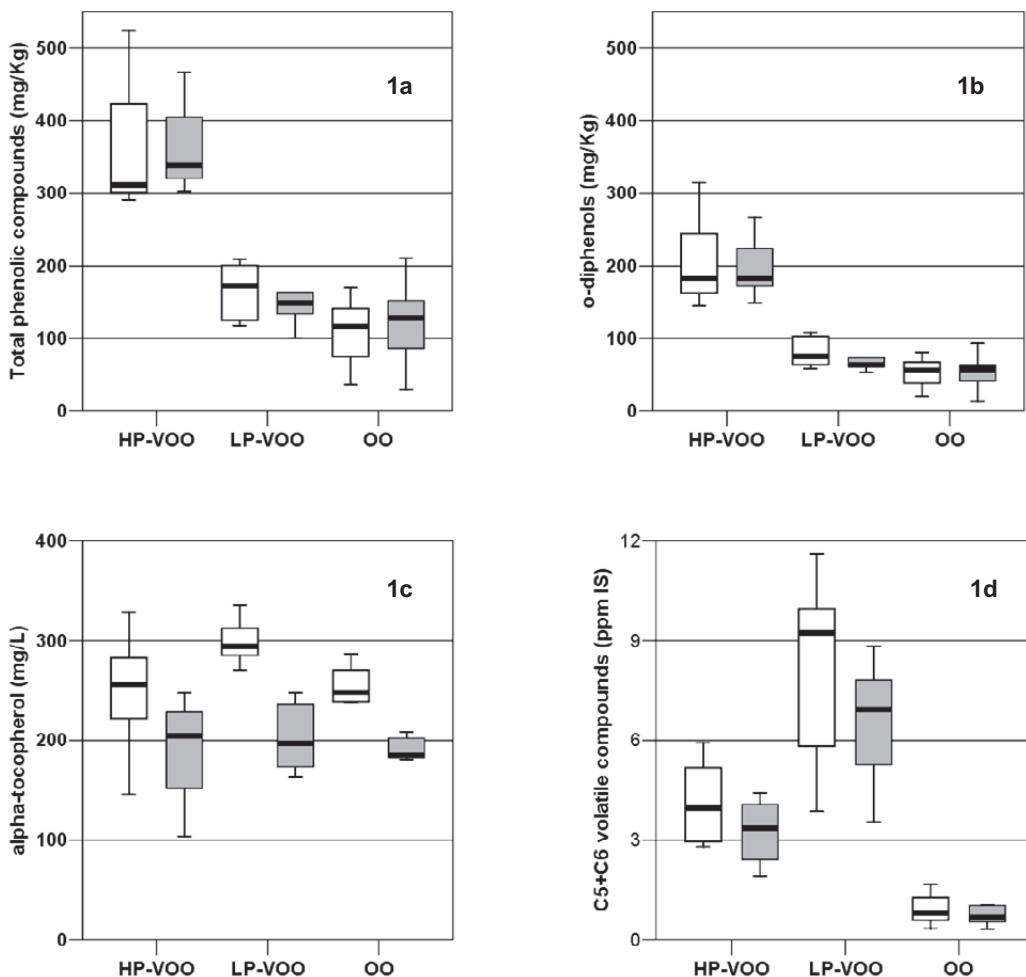 1a
Total phenolic compounds (mg/Kg)
500
400
300
200
100
0
HP-VOO LP-VOO OO
1b
o-diphenols (mg/Kg)
500
400
300
200
100
0
HP-VOO LP-VOO OO
1c
alpha-tocopherol (mg/L)
400
300
200
100
0
HP-VOO LP-VOO OO
1d
C5+C6 volatile compounds (ppm IS)
12
9
6
3
0
HP-VOO LP-VOO OO